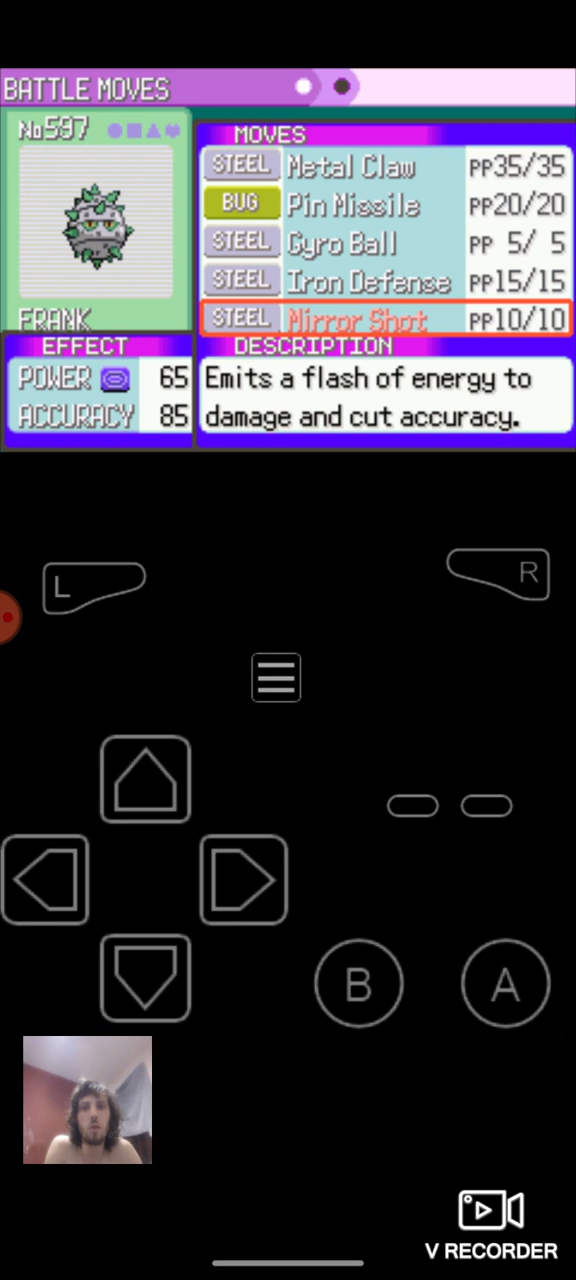 BATTLE MOVES
No597
FRANK
MOVES
STEEL Metal Claw PP35/35
BUG Pin Missile PP20/20
STEEL Gyro Ball PP 5/ 5
STEEL Iron Defense PP15/15
STEEL Mirror Shot PP10/10
EFFECT
POWER 65
ACCURACY 85
DESCRIPTION
Emits a flash of energy to
damage and cut accuracy.
L
R
B
A
V RECORDER